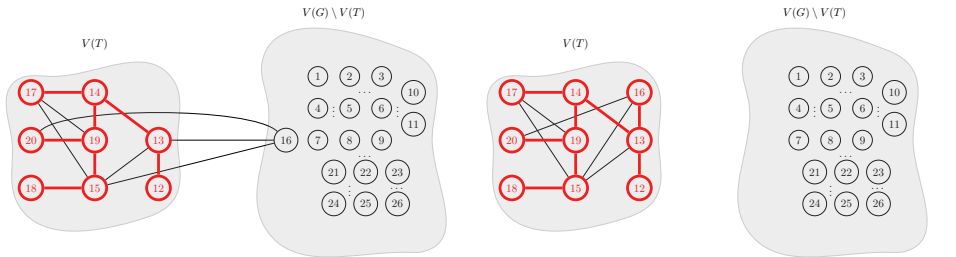 V(G) \ V(T)
V(T)
17 14
20 19 13 16
18 15 12
1 2 3
... 10
4 : 5 6 :
11
7 8 9
...
21 22 23
: ...
24 25 26
V(G) \ V(T)
V(T)
17 14 16
20 19 13
18 15 12
1 2 3
... 10
4 : 5 6 :
11
7 8 9
...
21 22 23
: ...
24 25 26